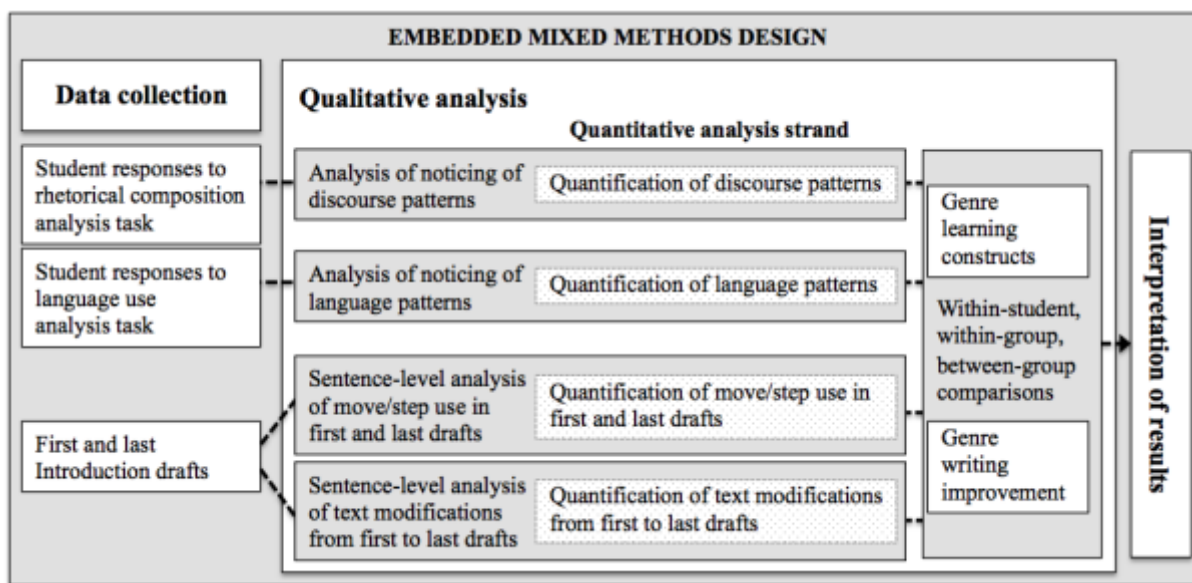 EMBEDDED MIXED METHODS DESIGN
Data collection
Qualitative analysis
Quantitative analysis strand
Student responses to
rhetorical composition
analysis task
Analysis of noticing of
discourse patterns
Quantification of discourse patterns
Student responses to
language use
analysis task
Analysis of noticing of
language patterns
Quantification of language patterns
First and last
Introduction drafts
Sentence-level analysis
of move/step use in
first and last drafts
Quantification of move/step use in
first and last drafts
Sentence-level analysis
of text modifications
from first to last drafts
Quantification of text modifications
from first to last drafts
Genre
learning
constructs
Within-student,
within-group,
between-group
comparisons
Genre
writing
improvement
Interpretation of results